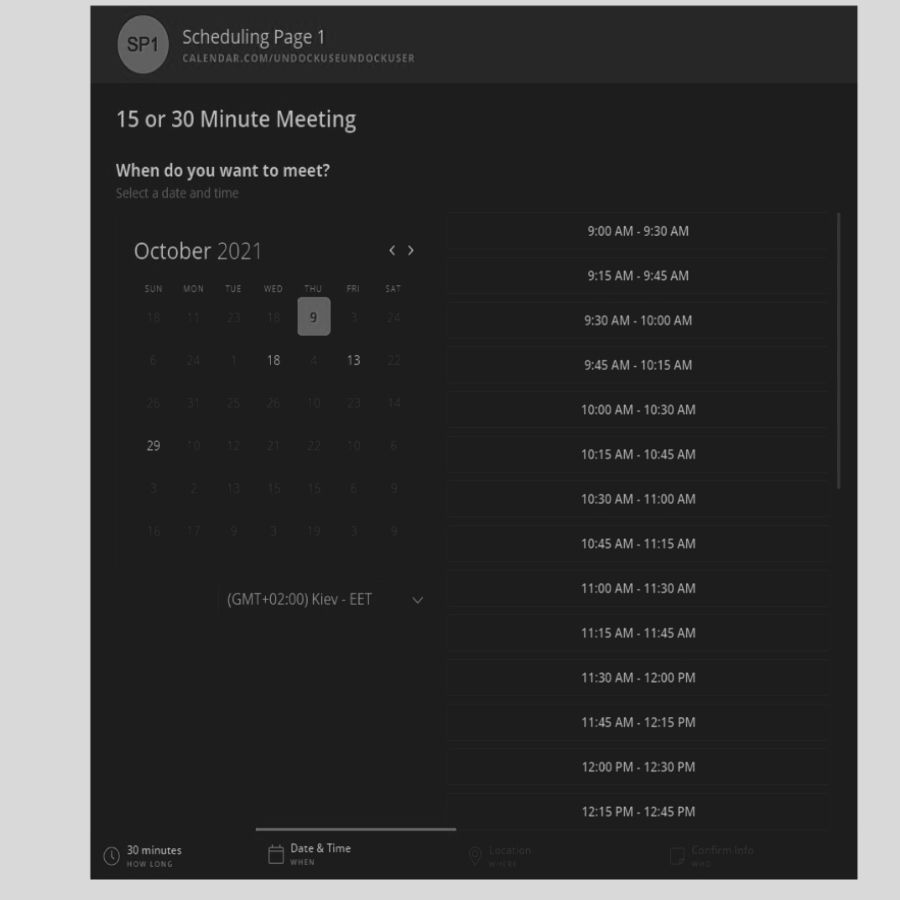 SP1
Scheduling Page 1
CALENDAR.COM/UNDOCKUSEUNDOCKUSER
15 or 30 Minute Meeting
When do you want to meet?
Select a date and time
October 2021
SUN MON TUE WED THU FRI SAT
18 11 23 18 9 3 24
6 24 1 18 4 13 22
26 31 25 26 10 23 14
29 10 12 21 22 10 6
3 2 13 15 15 6 9
16 17 9 3 19 3 9
(GMT+02:00) Kiev - EET
9:00 AM - 9:30 AM
9:15 AM - 9:45 AM
9:30 AM - 10:00 AM
9:45 AM - 10:15 AM
10:00 AM - 10:30 AM
10:15 AM - 10:45 AM
10:30 AM - 11:00 AM
10:45 AM - 11:15 AM
11:00 AM - 11:30 AM
11:15 AM - 11:45 AM
11:30 AM - 12:00 PM
11:45 AM - 12:15 PM
12:00 PM - 12:30 PM
12:15 PM - 12:45 PM
30 minutes
HOW LONG
Date & Time
WHEN
Location
WHERE
Confirm Info
WHO